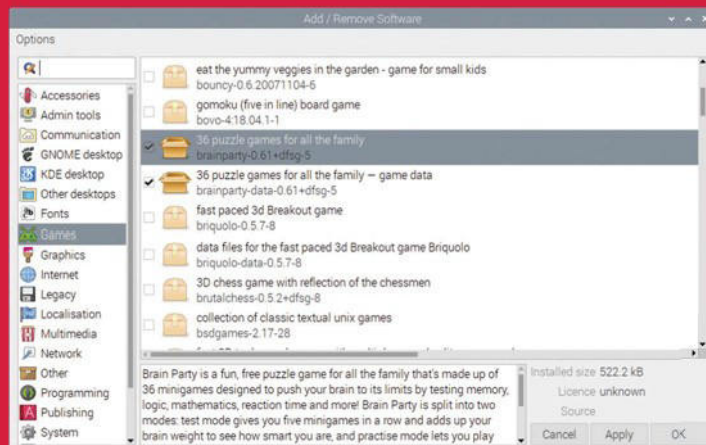 Add / Remove Software
Options
Accessories
Admin tools
Communication
GNOME desktop
KDE desktop
Other desktops
Fonts
Games
Graphics
Internet
Legacy
Localisation
Multimedia
Network
Other
Programming
Publishing
System
eat the yummy veggies in the garden - game for small kids
bouncy-0.6.20071104-6
gomoku (five in line) board game
bovo-4:18.04.1-1
36 puzzle games for all the family
brainparty-0.61+dfsg-5
36 puzzle games for all the family — game data
brainparty-data-0.61+dfsg-5
fast paced 3d Breakout game
briquolo-0.5.7-8
data files for the fast paced 3d Breakout game Briquolo
briquolo-data-0.5.7-8
3D chess game with reflection of the chessmen
brutalchess-0.5.2+dfsg-8
collection of classic textual unix games
bsdgames-2.17-28
Brain Party is a fun, free puzzle game for all the family that's made up of
36 minigames designed to push your brain to its limits by testing memory,
logic, mathematics, reaction time and more! Brain Party is split into two
modes: test mode gives you five minigames in a row and adds up your
brain weight to see how smart you are, and practise mode lets you play
Installed size 522.2 kB
Licence unknown
Source
Cancel
Apply
OK